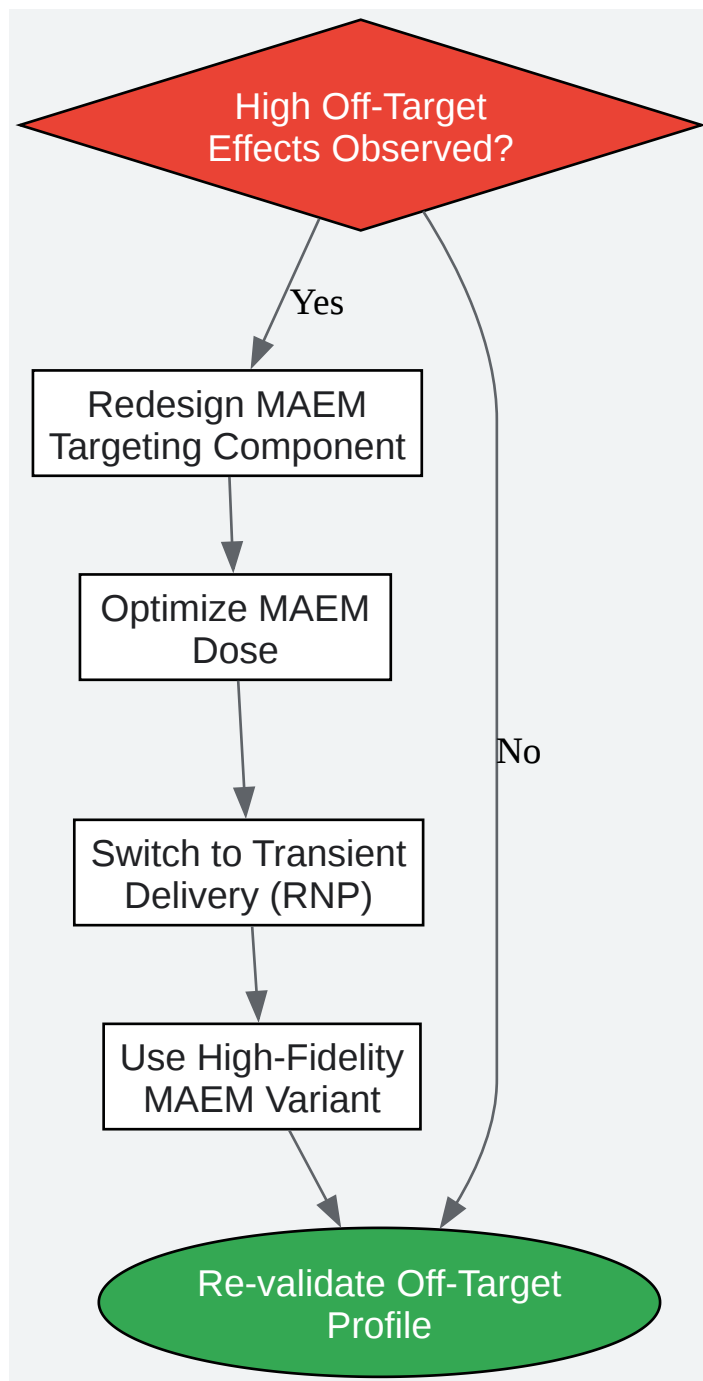 High Off-Target
Effects Observed?
Yes
Redesign MAEM
Targeting Component
Optimize MAEM
Dose
No
Switch to Transient
Delivery (RNP)
Use High-Fidelity
MAEM Variant
Re-validate Off-Target
Profile